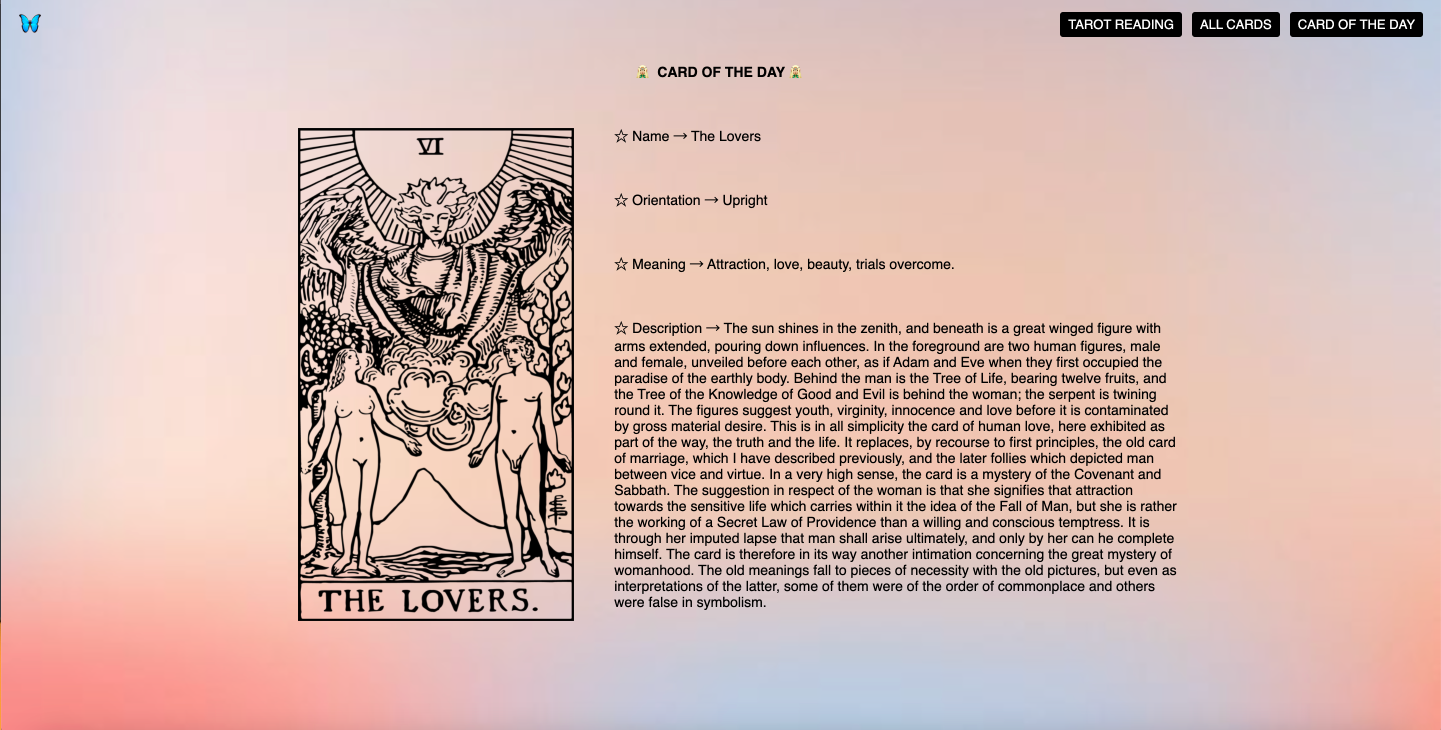 TAROT READING ALL CARDS CARD OF THE DAY
CARD OF THE DAY
VI
THE LOVERS.
☆ Name → The Lovers
☆ Orientation → Upright
☆ Meaning → Attraction, love, beauty, trials overcome.
☆ Description → The sun shines in the zenith, and beneath is a great winged figure with
arms extended, pouring down influences. In the foreground are two human figures, male
and female, unveiled before each other, as if Adam and Eve when they first occupied the
paradise of the earthly body. Behind the man is the Tree of Life, bearing twelve fruits, and
the Tree of the Knowledge of Good and Evil is behind the woman; the serpent is twining
round it. The figures suggest youth, virginity, innocence and love before it is contaminated
by gross material desire. This is in all simplicity the card of human love, here exhibited as
part of the way, the truth and the life. It replaces, by recourse to first principles, the old card
of marriage, which I have described previously, and the later follies which depicted man
between vice and virtue. In a very high sense, the card is a mystery of the Covenant and
Sabbath. The suggestion in respect of the woman is that she signifies that attraction
towards the sensitive life which carries within it the idea of the Fall of Man, but she is rather
the working of a Secret Law of Providence than a willing and conscious temptress. It is
through her imputed lapse that man shall arise ultimately, and only by her can he complete
himself. The card is therefore in its way another intimation concerning the great mystery of
womanhood. The old meanings fall to pieces of necessity with the old pictures, but even as
interpretations of the latter, some of them were of the order of commonplace and others
were false in symbolism.